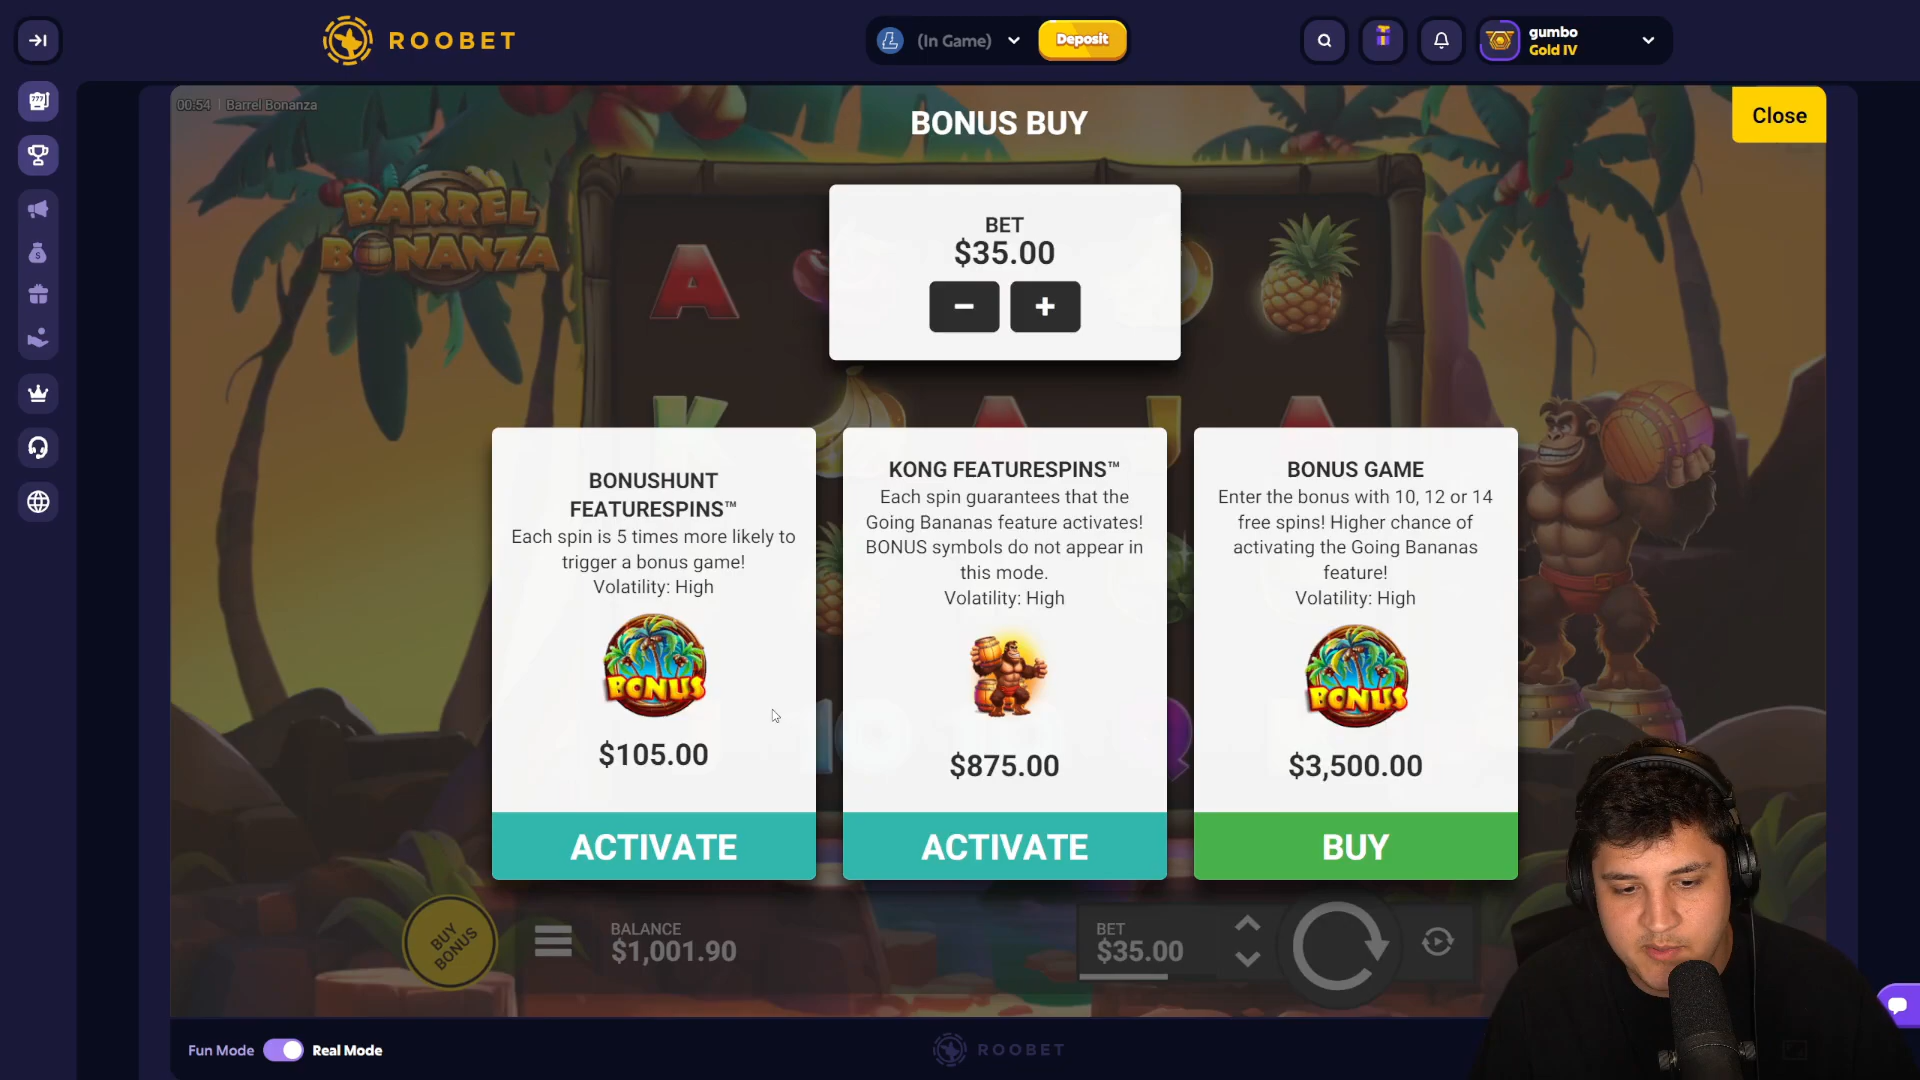 ROOBET
(In Game)
Deposit
gumbo
Gold IV
00:54 | Barrel Bonanza
BONUS BUY
Close
BARREL
BONANZA
BET
$35.00
BONUSHUNT
FEATURESPINS™
Each spin is 5 times more likely to
trigger a bonus game!
Volatility: High
BONUS
$105.00
ACTIVATE
KONG FEATURESPINS™
Each spin guarantees that the
Going Bananas feature activates!
BONUS symbols do not appear in
this mode.
Volatility: High
$875.00
ACTIVATE
BONUS GAME
Enter the bonus with 10, 12 or 14
free spins! Higher chance of
activating the Going Bananas
feature!
Volatility: High
BONUS
$3,500.00
BUY
BUY
BONUS
BALANCE
$1,001.90
BET
$35.00
Fun Mode
Real Mode
ROOBET